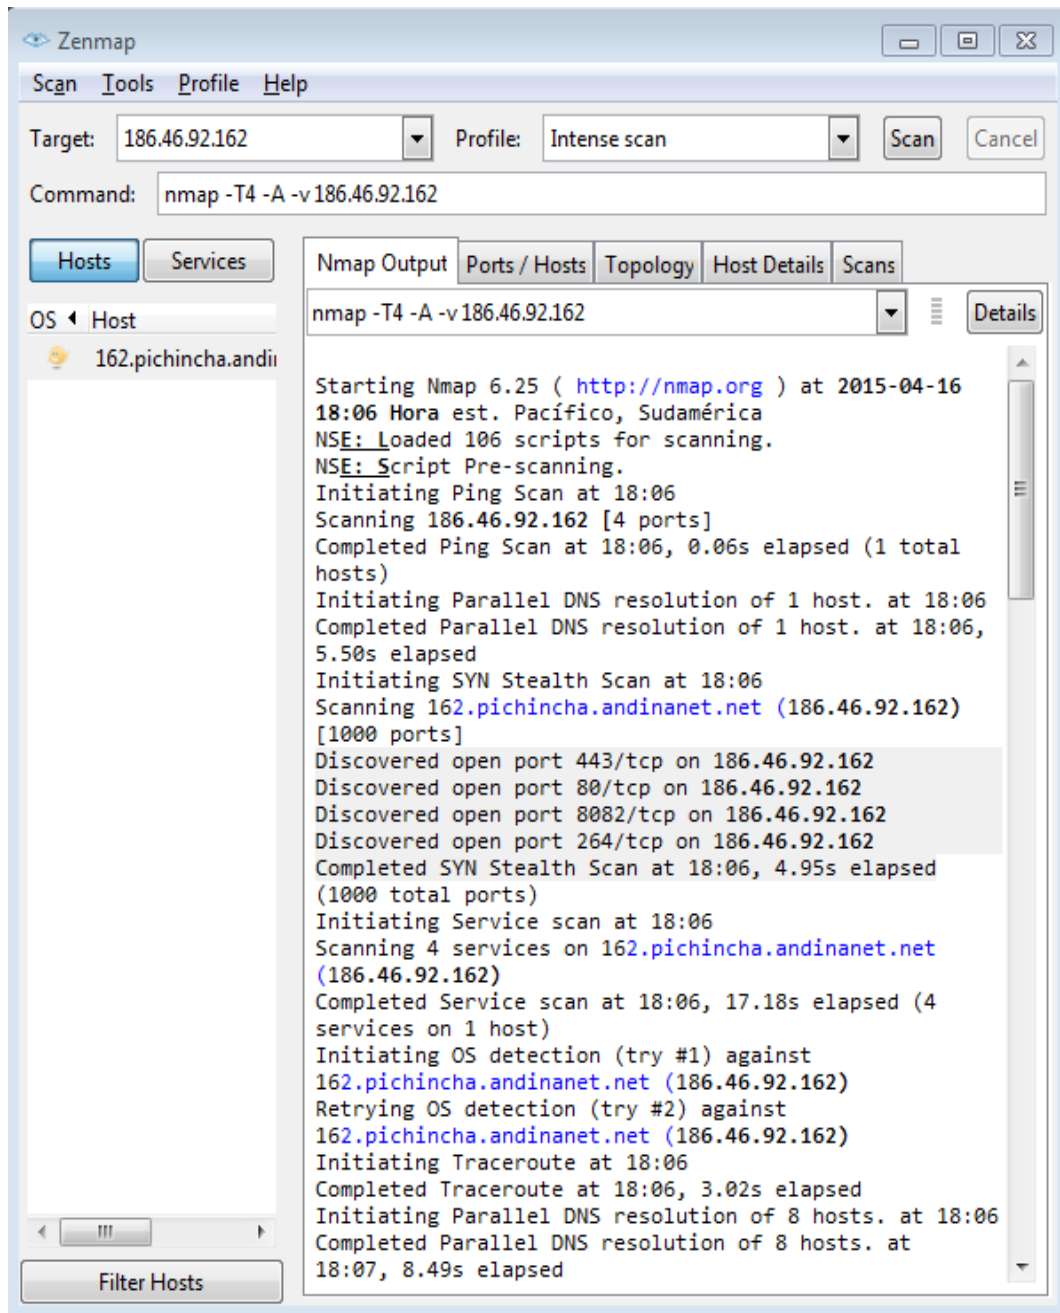 Zenmap
Scan Tools Profile Help
Target: 186.46.92.162 Profile: Intense scan Scan Cancel
Command: nmap -T4 -A -v 186.46.92.162
Hosts Services
Nmap Output Ports / Hosts Topology Host Details Scans
OS Host
162.pichincha.andi
nmap -T4 -A -v 186.46.92.162 Details
Starting Nmap 6.25 ( http://nmap.org ) at 2015-04-16
18:06 Hora est. Pacífico, Sudamérica
NSE: Loaded 106 scripts for scanning.
NSE: Script Pre-scanning.
Initiating Ping Scan at 18:06
Scanning 186.46.92.162 [4 ports]
Completed Ping Scan at 18:06, 0.06s elapsed (1 total
hosts)
Initiating Parallel DNS resolution of 1 host. at 18:06
Completed Parallel DNS resolution of 1 host. at 18:06,
5.50s elapsed
Initiating SYN Stealth Scan at 18:06
Scanning 162.pichincha.andinanet.net (186.46.92.162)
[1000 ports]
Discovered open port 443/tcp on 186.46.92.162
Discovered open port 80/tcp on 186.46.92.162
Discovered open port 8082/tcp on 186.46.92.162
Discovered open port 264/tcp on 186.46.92.162
Completed SYN Stealth Scan at 18:06, 4.95s elapsed
(1000 total ports)
Initiating Service scan at 18:06
Scanning 4 services on 162.pichincha.andinanet.net
(186.46.92.162)
Completed Service scan at 18:06, 17.18s elapsed (4
services on 1 host)
Initiating OS detection (try #1) against
162.pichincha.andinanet.net (186.46.92.162)
Retrying OS detection (try #2) against
162.pichincha.andinanet.net (186.46.92.162)
Initiating Traceroute at 18:06
Completed Traceroute at 18:06, 3.02s elapsed
Initiating Parallel DNS resolution of 8 hosts. at 18:06
Completed Parallel DNS resolution of 8 hosts. at
18:07, 8.49s elapsed
Filter Hosts